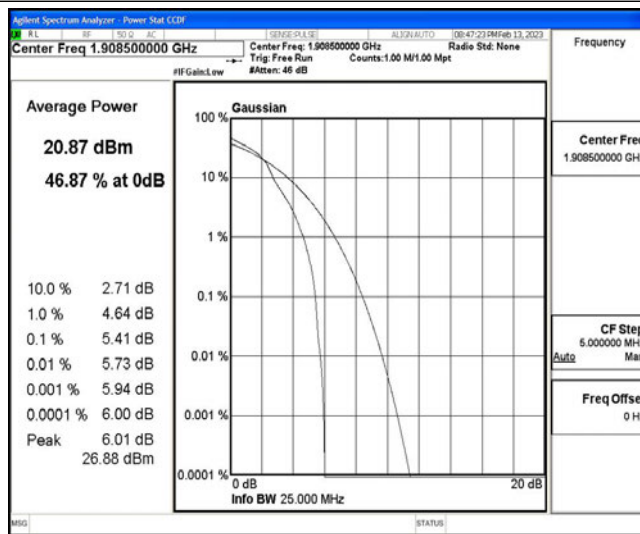 Agilent Spectrum Analyzer - Power Stat CCDF
RL RF 50 Ω AC SENSE:PULSE ALIGN AUTO 08:47:23 PM Feb 13, 2023
Center Freq 1.908500000 GHz
Center Freq: 1.908500000 GHz Radio Std: None
Trig: Free Run Counts:1.00 M/1.00 Mpt
#IFGain:Low #Atten: 46 dB
Frequency
Average Power
20.87 dBm
46.87 % at 0dB
10.0 % 2.71 dB
1.0 % 4.64 dB
0.1 % 5.41 dB
0.01 % 5.73 dB
0.001 % 5.94 dB
0.0001 % 6.00 dB
Peak 6.01 dB
26.88 dBm
Gaussian
100 %
10 %
1 %
0.1 %
0.01 %
0.001 %
0.0001 %
0 dB 20 dB
Info BW 25.000 MHz
Center Fre
1.908500000 GH
CF Ste
5.000000 MH
Auto Ma
Freq Offse
0 H
MSG STATUS